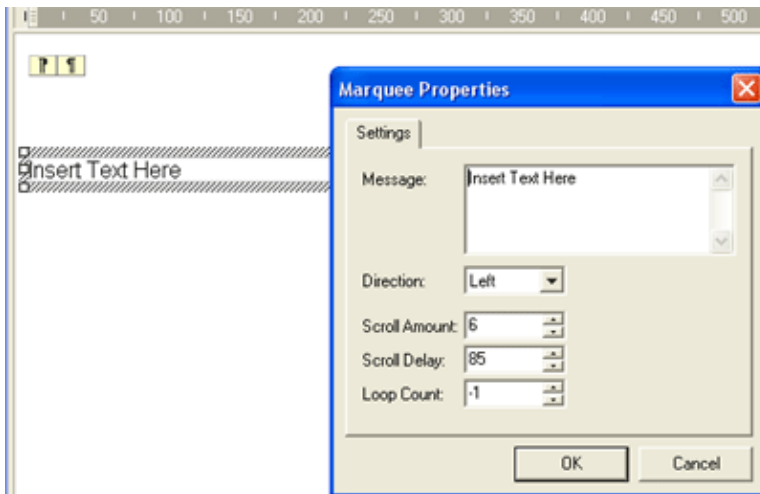 50 100 150 200 250 300 350 400 450 500
Marquee Properties
Settings
Insert Text Here
Message: Insert Text Here
Direction: Left
Scroll Amount: 6
Scroll Delay: 85
Loop Count: -1
OK Cancel